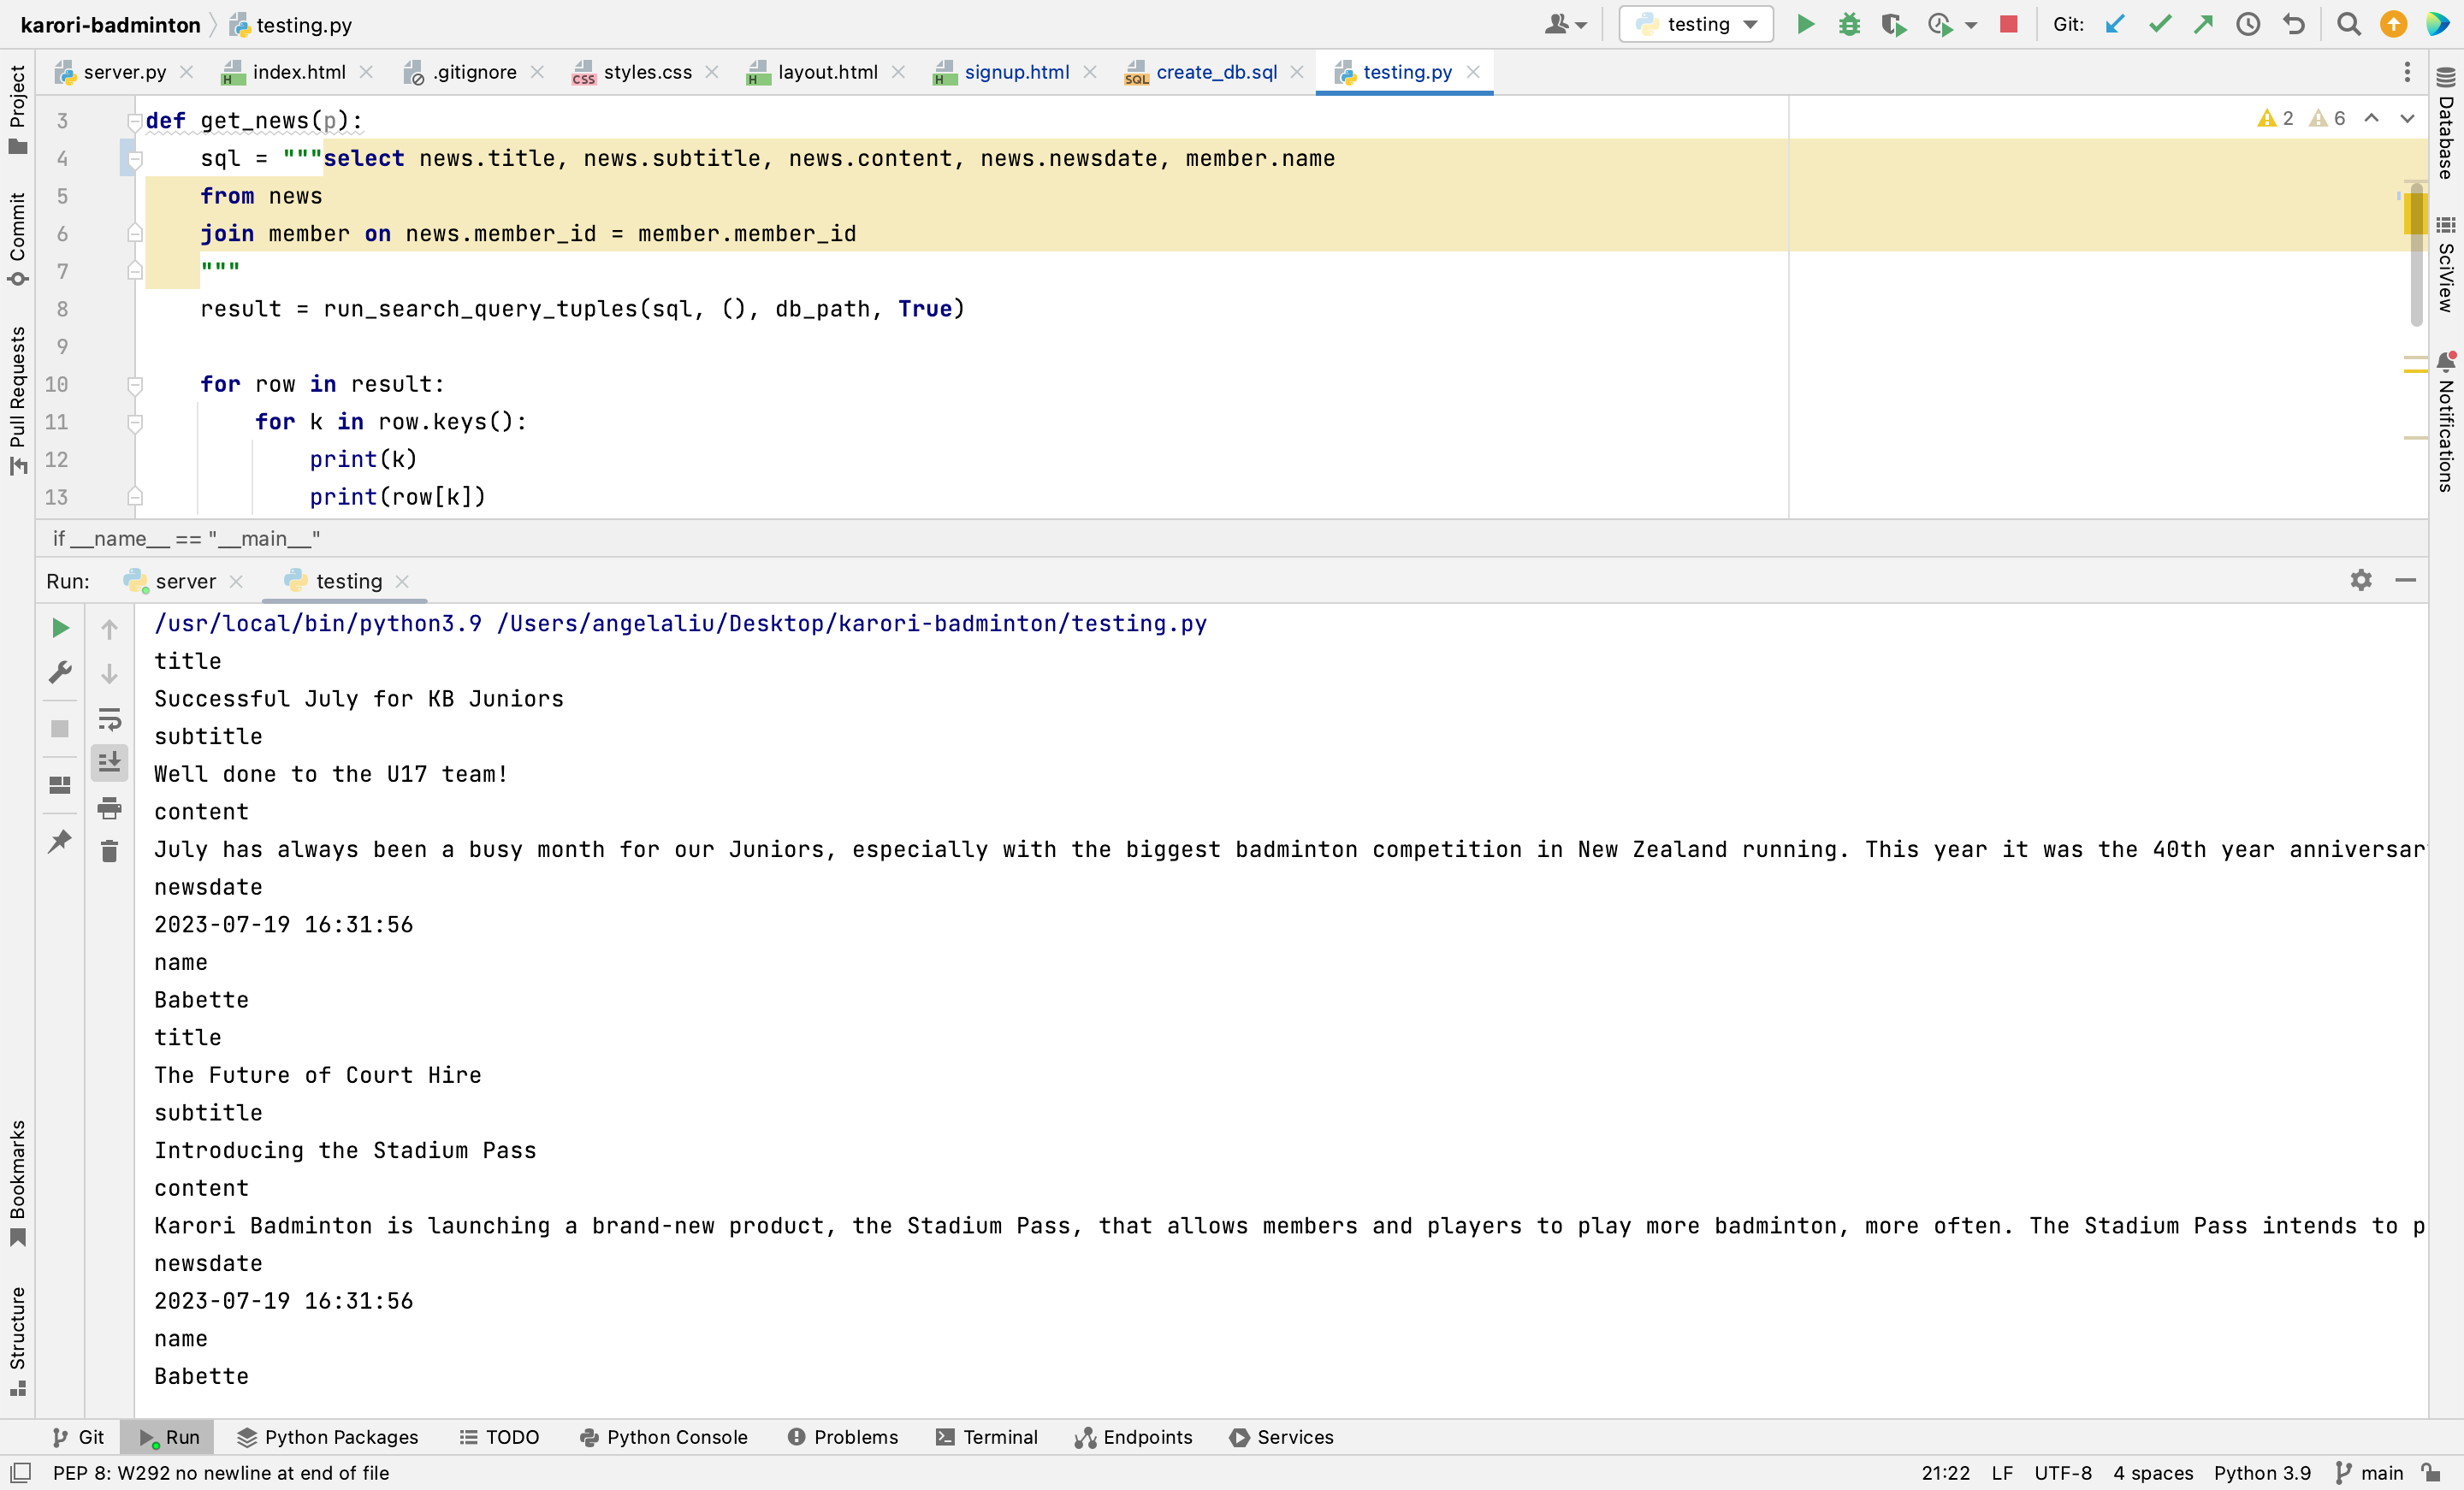 karori-badminton testing.py
testing Git:
server.py index.html .gitignore styles.css layout.html signup.html create_db.sql testing.py
3 def get_news(p): 2 6
4 sql = """select news.title, news.subtitle, news.content, news.newsdate, member.name
5 from news
6 join member on news.member_id = member.member_id
7 """
8 result = run_search_query_tuples(sql, (), db_path, True)
9
10 for row in result:
11 for k in row.keys():
12 print(k)
13 print(row[k])
if __name__ == "__main__"
Run: server testing
/usr/local/bin/python3.9 /Users/angelaliu/Desktop/karori-badminton/testing.py
title
Successful July for KB Juniors
subtitle
Well done to the U17 team!
content
July has always been a busy month for our Juniors, especially with the biggest badminton competition in New Zealand running. This year it was the 40th year anniversar
newsdate
2023-07-19 16:31:56
name
Babette
title
The Future of Court Hire
subtitle
Introducing the Stadium Pass
content
Karori Badminton is launching a brand-new product, the Stadium Pass, that allows members and players to play more badminton, more often. The Stadium Pass intends to p
newsdate
2023-07-19 16:31:56
name
Babette
Project
Commit
Pull Requests
Bookmarks
Structure
Database
SciView
Notifications
Git Run Python Packages TODO Python Console Problems Terminal Endpoints Services
PEP 8: W292 no newline at end of file 21:22 LF UTF-8 4 spaces Python 3.9 main